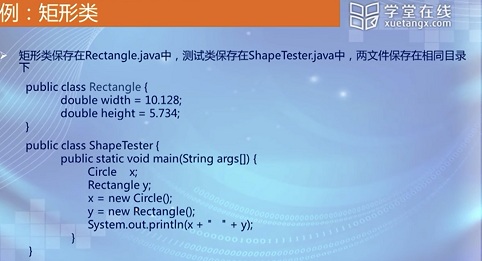 例：矩形类
学堂在线
xuetangx.com
矩形类保存在Rectangle.java中，测试类保存在ShapeTester.java中，两文件保存在相同目录
下
public class Rectangle {
double width = 10.128;
double height = 5.734;
}
public class ShapeTester {
public static void main(String args[]) {
Circle x;
Rectangle y;
x = new Circle();
y = new Rectangle();
System.out.println(x + " " + y);
}
}